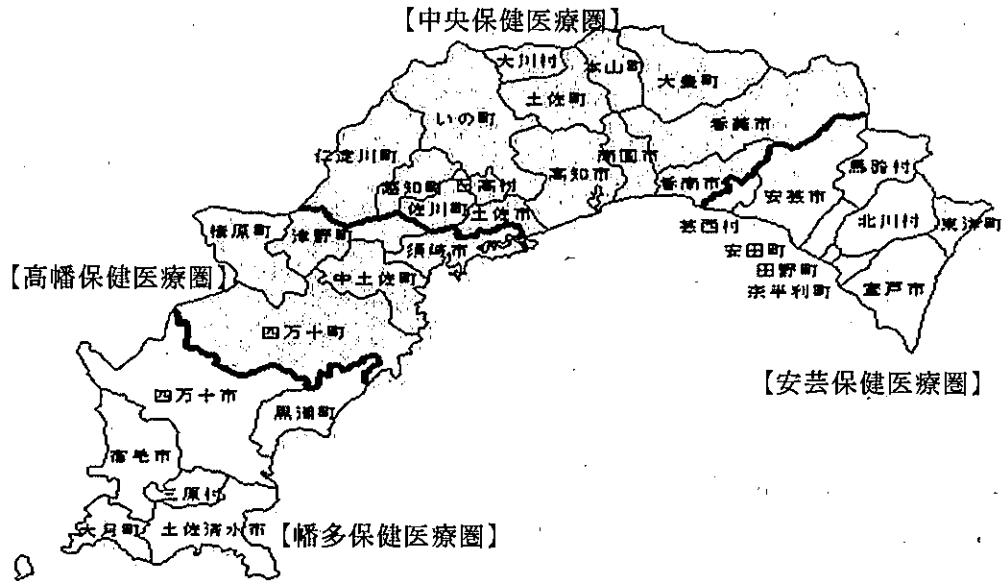 【中央保健医療圏】
大川村
本山町
大豊町
土佐町
いの町
香美市
仁淀川町
南国市
高知市
越知町
日高村
香南市
馬路村
安芸市
佐川町
土佐市
北川村
東洋町
梼原町
津野町
須崎市
芸西村
安田町
【高幡保健医療圏】
中土佐町
田野町
奈半利町
室戸市
四万十町
【安芸保健医療圏】
四万十市
黒潮町
宿毛市
三原村
大月町
土佐清水市
【幡多保健医療圏】